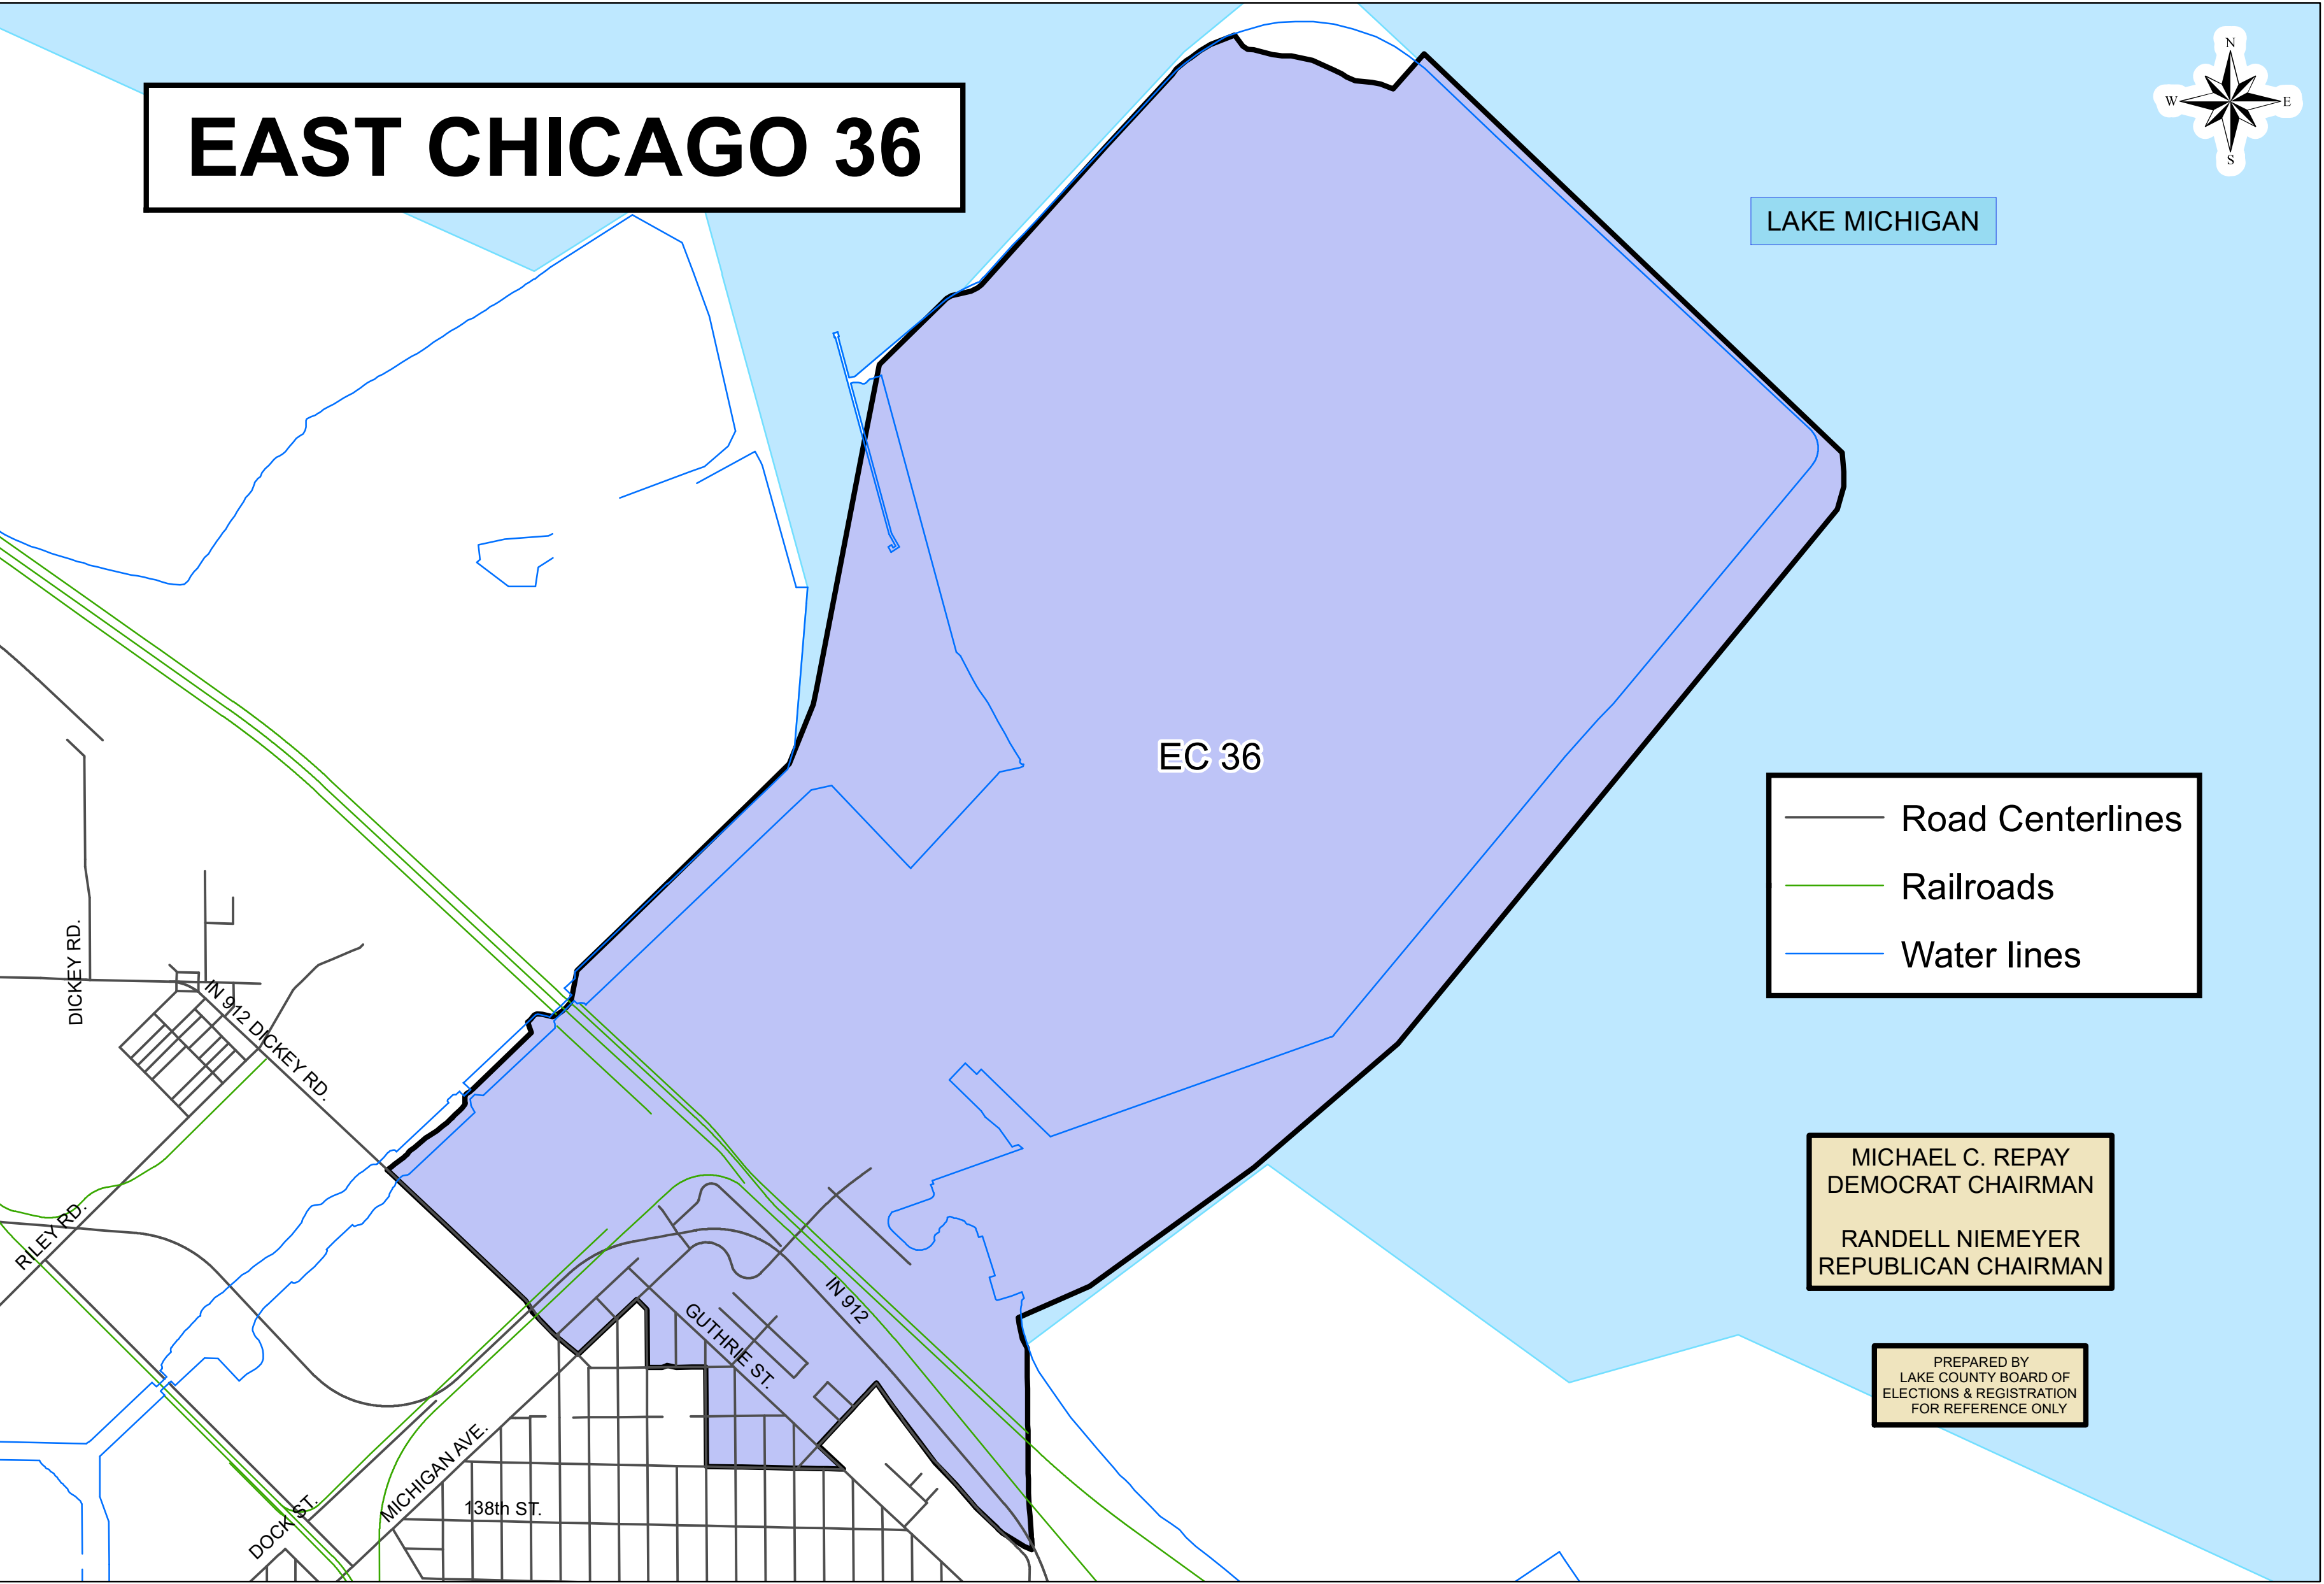 EAST CHICAGO 36
N
W
E
S
LAKE MICHIGAN
EC 36
Road Centerlines
Railroads
Water lines
DICKEY RD.
IN 912 DICKEY RD.
RILEY RD.
IN 912
GUTHRIE ST.
MICHIGAN AVE.
138th ST.
DOCK ST.
MICHAEL C. REPAY
DEMOCRAT CHAIRMAN
RANDELL NIEMEYER
REPUBLICAN CHAIRMAN
PREPARED BY
LAKE COUNTY BOARD OF
ELECTIONS & REGISTRATION
FOR REFERENCE ONLY